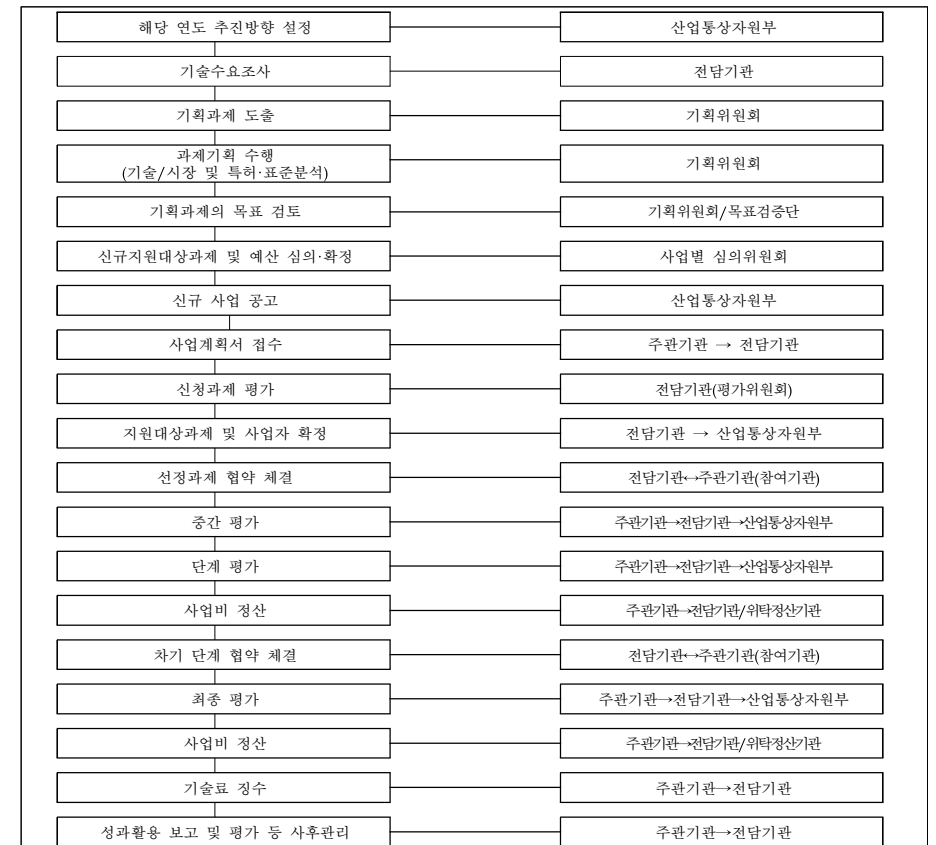 해당 연도 추진방향 설정
산업통상자원부
기술수요조사
전담기관
기획과제 도출
기획위원회
과제기획 수행
(기술/시장 및 특허·표준분석)
기획위원회
기획과제의 목표 검토
기획위원회/목표검증단
신규지원대상과제 및 예산 심의·확정
사업별 심의위원회
신규 사업 공고
산업통상자원부
사업계획서 접수
주관기관 → 전담기관
신청과제 평가
전담기관(평가위원회)
지원대상과제 및 사업자 확정
전담기관 → 산업통상자원부
선정과제 협약 체결
전담기관↔주관기관(참여기관)
중간 평가
주관기관→전담기관→산업통상자원부
단계 평가
주관기관→전담기관→산업통상자원부
사업비 정산
주관기관→전담기관/위탁정산기관
차기 단계 협약 체결
전담기관↔주관기관(참여기관)
최종 평가
주관기관→전담기관→산업통상자원부
사업비 정산
주관기관→전담기관/위탁정산기관
기술료 징수
주관기관→전담기관
성과활용 보고 및 평가 등 사후관리
주관기관→전담기관